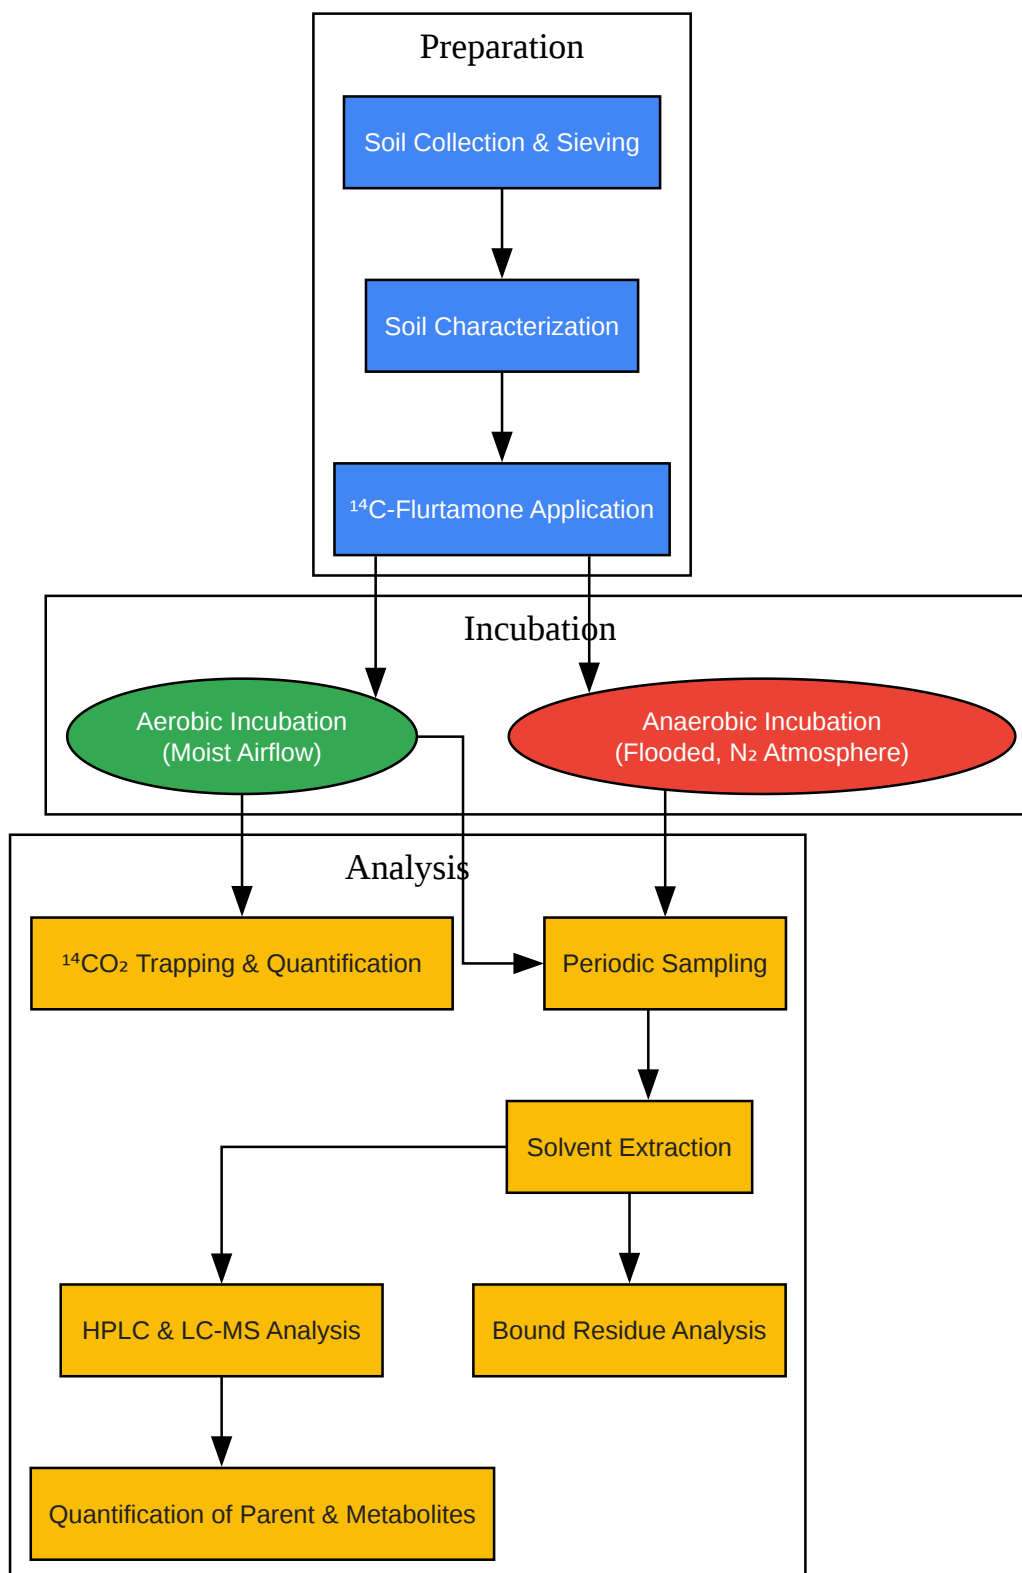 Preparation
Soil Collection & Sieving
Soil Characterization
¹⁴C-Flurtamone Application
Incubation
Aerobic Incubation
(Moist Airflow)
Anaerobic Incubation
(Flooded, N₂ Atmosphere)
Analysis
¹⁴CO₂ Trapping & Quantification
Periodic Sampling
Solvent Extraction
HPLC & LC-MS Analysis
Bound Residue Analysis
Quantification of Parent & Metabolites